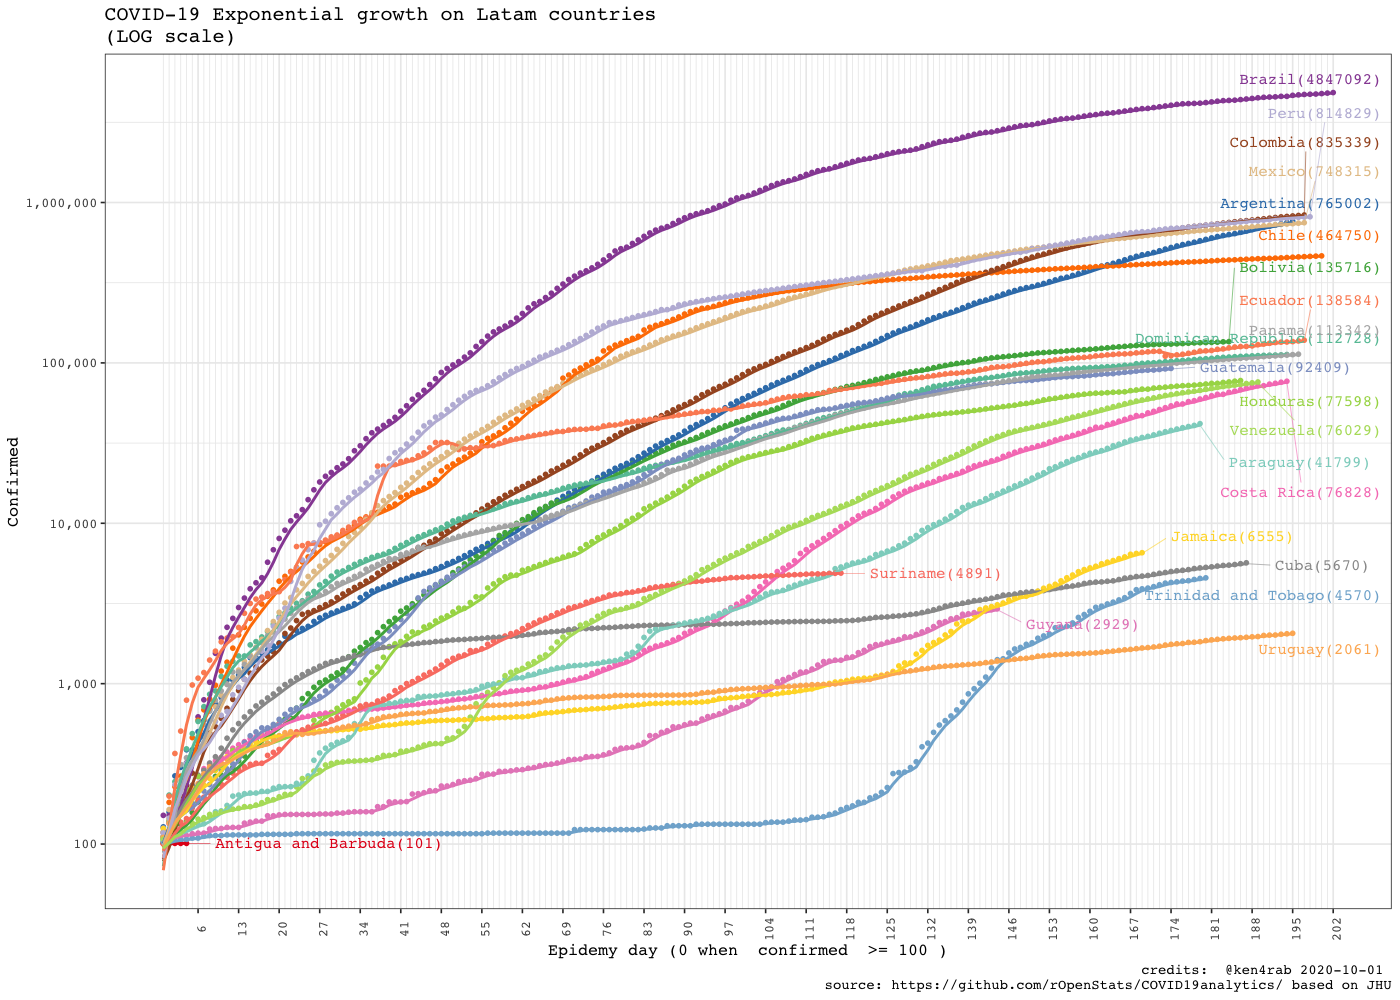 COVID-19 Exponential growth on Latam countries
(LOG scale)
Confirmed
1,000,000
100,000
10,000
1,000
100
Brazil(4847092)
Peru(814829)
Colombia(835339)
Mexico(748315)
Argentina(765002)
Chile(464750)
Bolivia(135716)
Ecuador(138584)
Panama(113342)
Dominican Republic(112728)
Guatemala(92409)
Honduras(77598)
Venezuela(76029)
Paraguay(41799)
Costa Rica(76828)
Jamaica(6555)
Cuba(5670)
Suriname(4891)
Trinidad and Tobago(4570)
Guyana(2929)
Uruguay(2061)
Antigua and Barbuda(101)
6 13 20 27 34 41 48 55 62 69 76 83 90 97 104 111 118 125 132 139 146 153 160 167 174 181 188 195 202
Epidemy day (0 when  confirmed  >= 100 )
credits:  @ken4rab 2020-10-01
source: https://github.com/rOpenStats/COVID19analytics/ based on JHU